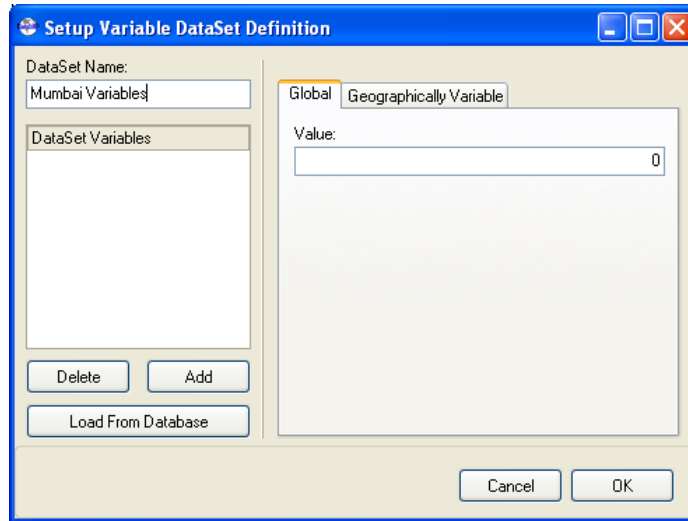 Setup Variable DataSet Definition
DataSet Name:
Mumbai Variables
DataSet Variables
Delete Add
Load From Database
Global Geographically Variable
Value:
0
Cancel OK